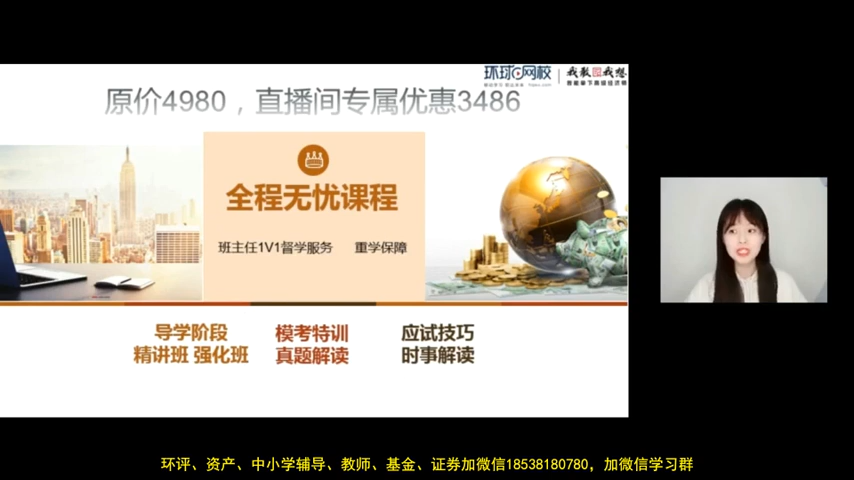 环球网校
我教你我想
原价4980，直播间专属优惠3486
全程无忧课程
班主任1V1督学服务 重学保障
导学阶段 模考特训 应试技巧
精讲班 强化班 真题解读 时事解读
环评、资产、中小学辅导、教师、基金、证券加微信18538180780，加微信学习群